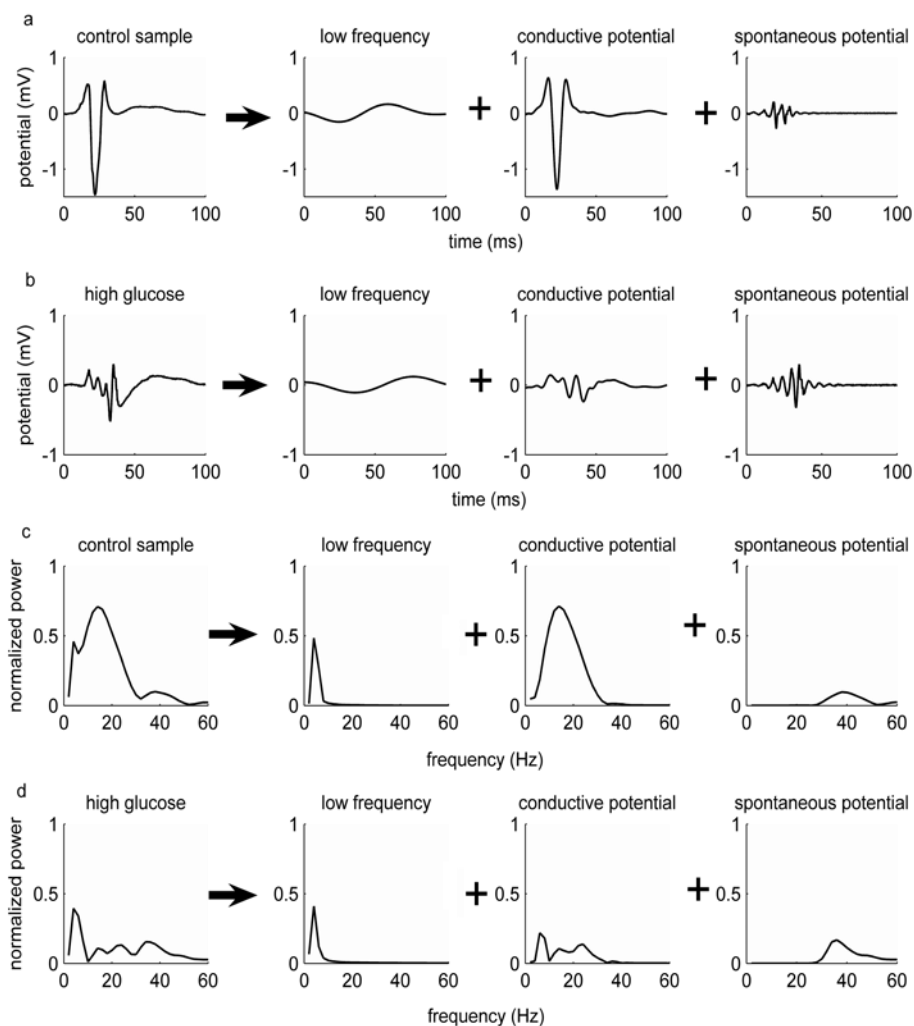 a
control sample low frequency conductive potential spontaneous potential
potential (mV)
1 1 1 1
0 0 0 0
-1 -1 -1 -1
0 50 100 0 50 100 0 50 100 0 50 100
time (ms)
b
high glucose low frequency conductive potential spontaneous potential
potential (mV)
1 1 1 1
0 0 0 0
-1 -1 -1 -1
0 50 100 0 50 100 0 50 100 0 50 100
time (ms)
c
control sample low frequency conductive potential spontaneous potential
normalized power
1 1 1 1
0.5 0.5 0.5 0.5
0 0 0 0
0 20 40 60 0 20 40 60 0 20 40 60 0 20 40 60
frequency (Hz)
d
high glucose low frequency conductive potential spontaneous potential
normalized power
1 1 1 1
0.5 0.5 0.5 0.5
0 0 0 0
0 20 40 60 0 20 40 60 0 20 40 60 0 20 40 60
frequency (Hz)